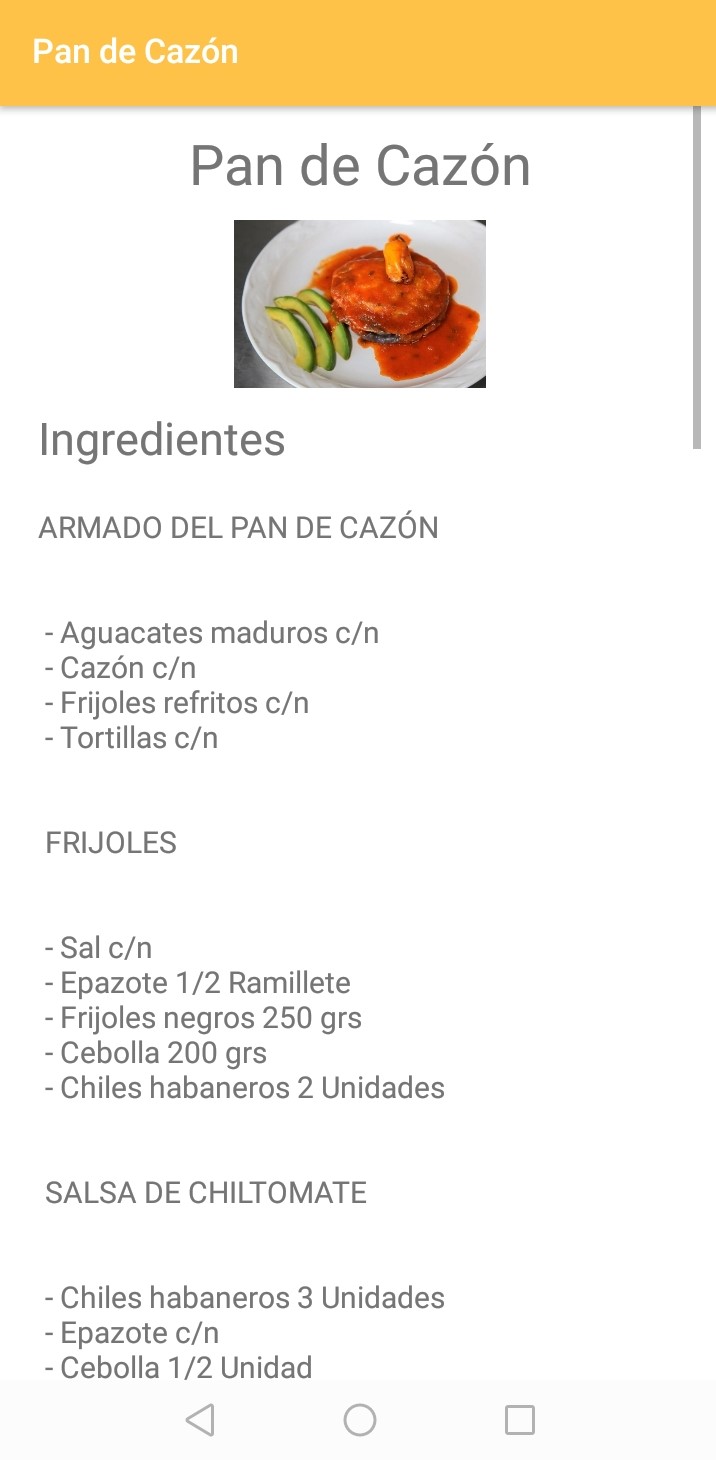 Pan de Cazón
Pan de Cazón
Ingredientes
ARMADO DEL PAN DE CAZÓN
- Aguacates maduros c/n
- Cazón c/n
- Frijoles refritos c/n
- Tortillas c/n
FRIJOLES
- Sal c/n
- Epazote 1/2 Ramillete
- Frijoles negros 250 grs
- Cebolla 200 grs
- Chiles habaneros 2 Unidades
SALSA DE CHILTOMATE
- Chiles habaneros 3 Unidades
- Epazote c/n
- Cebolla 1/2 Unidad